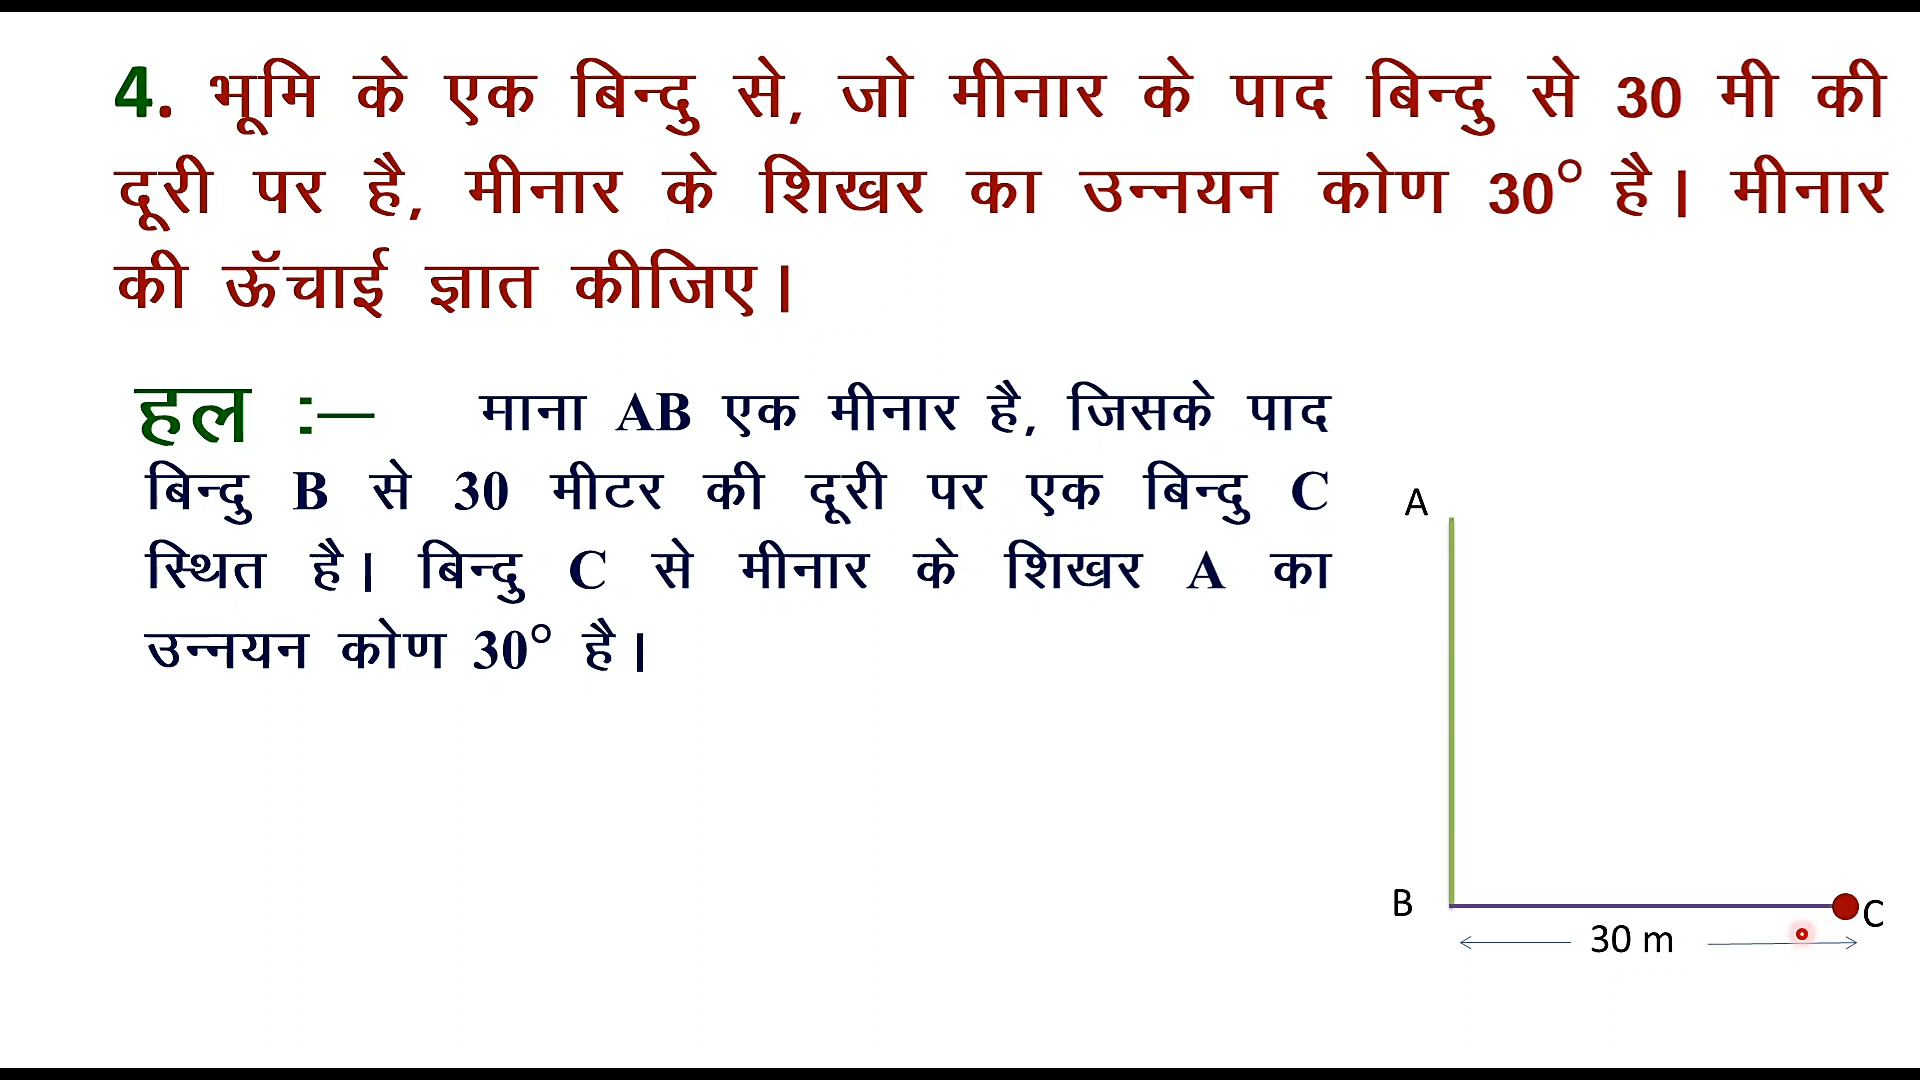 4. भूमि के एक बिन्दु से, जो मीनार के पाद बिन्दु से 30 मी की
दूरी पर है, मीनार के शिखर का उन्नयन कोण 30° है। मीनार
की ऊॅंचाई ज्ञात कीजिए।
हल :— माना AB एक मीनार है, जिसके पाद
बिन्दु B से 30 मीटर की दूरी पर एक बिन्दु C
स्थित है। बिन्दु C से मीनार के शिखर A का
उन्नयन कोण 30° है।
A
B
C
30 m